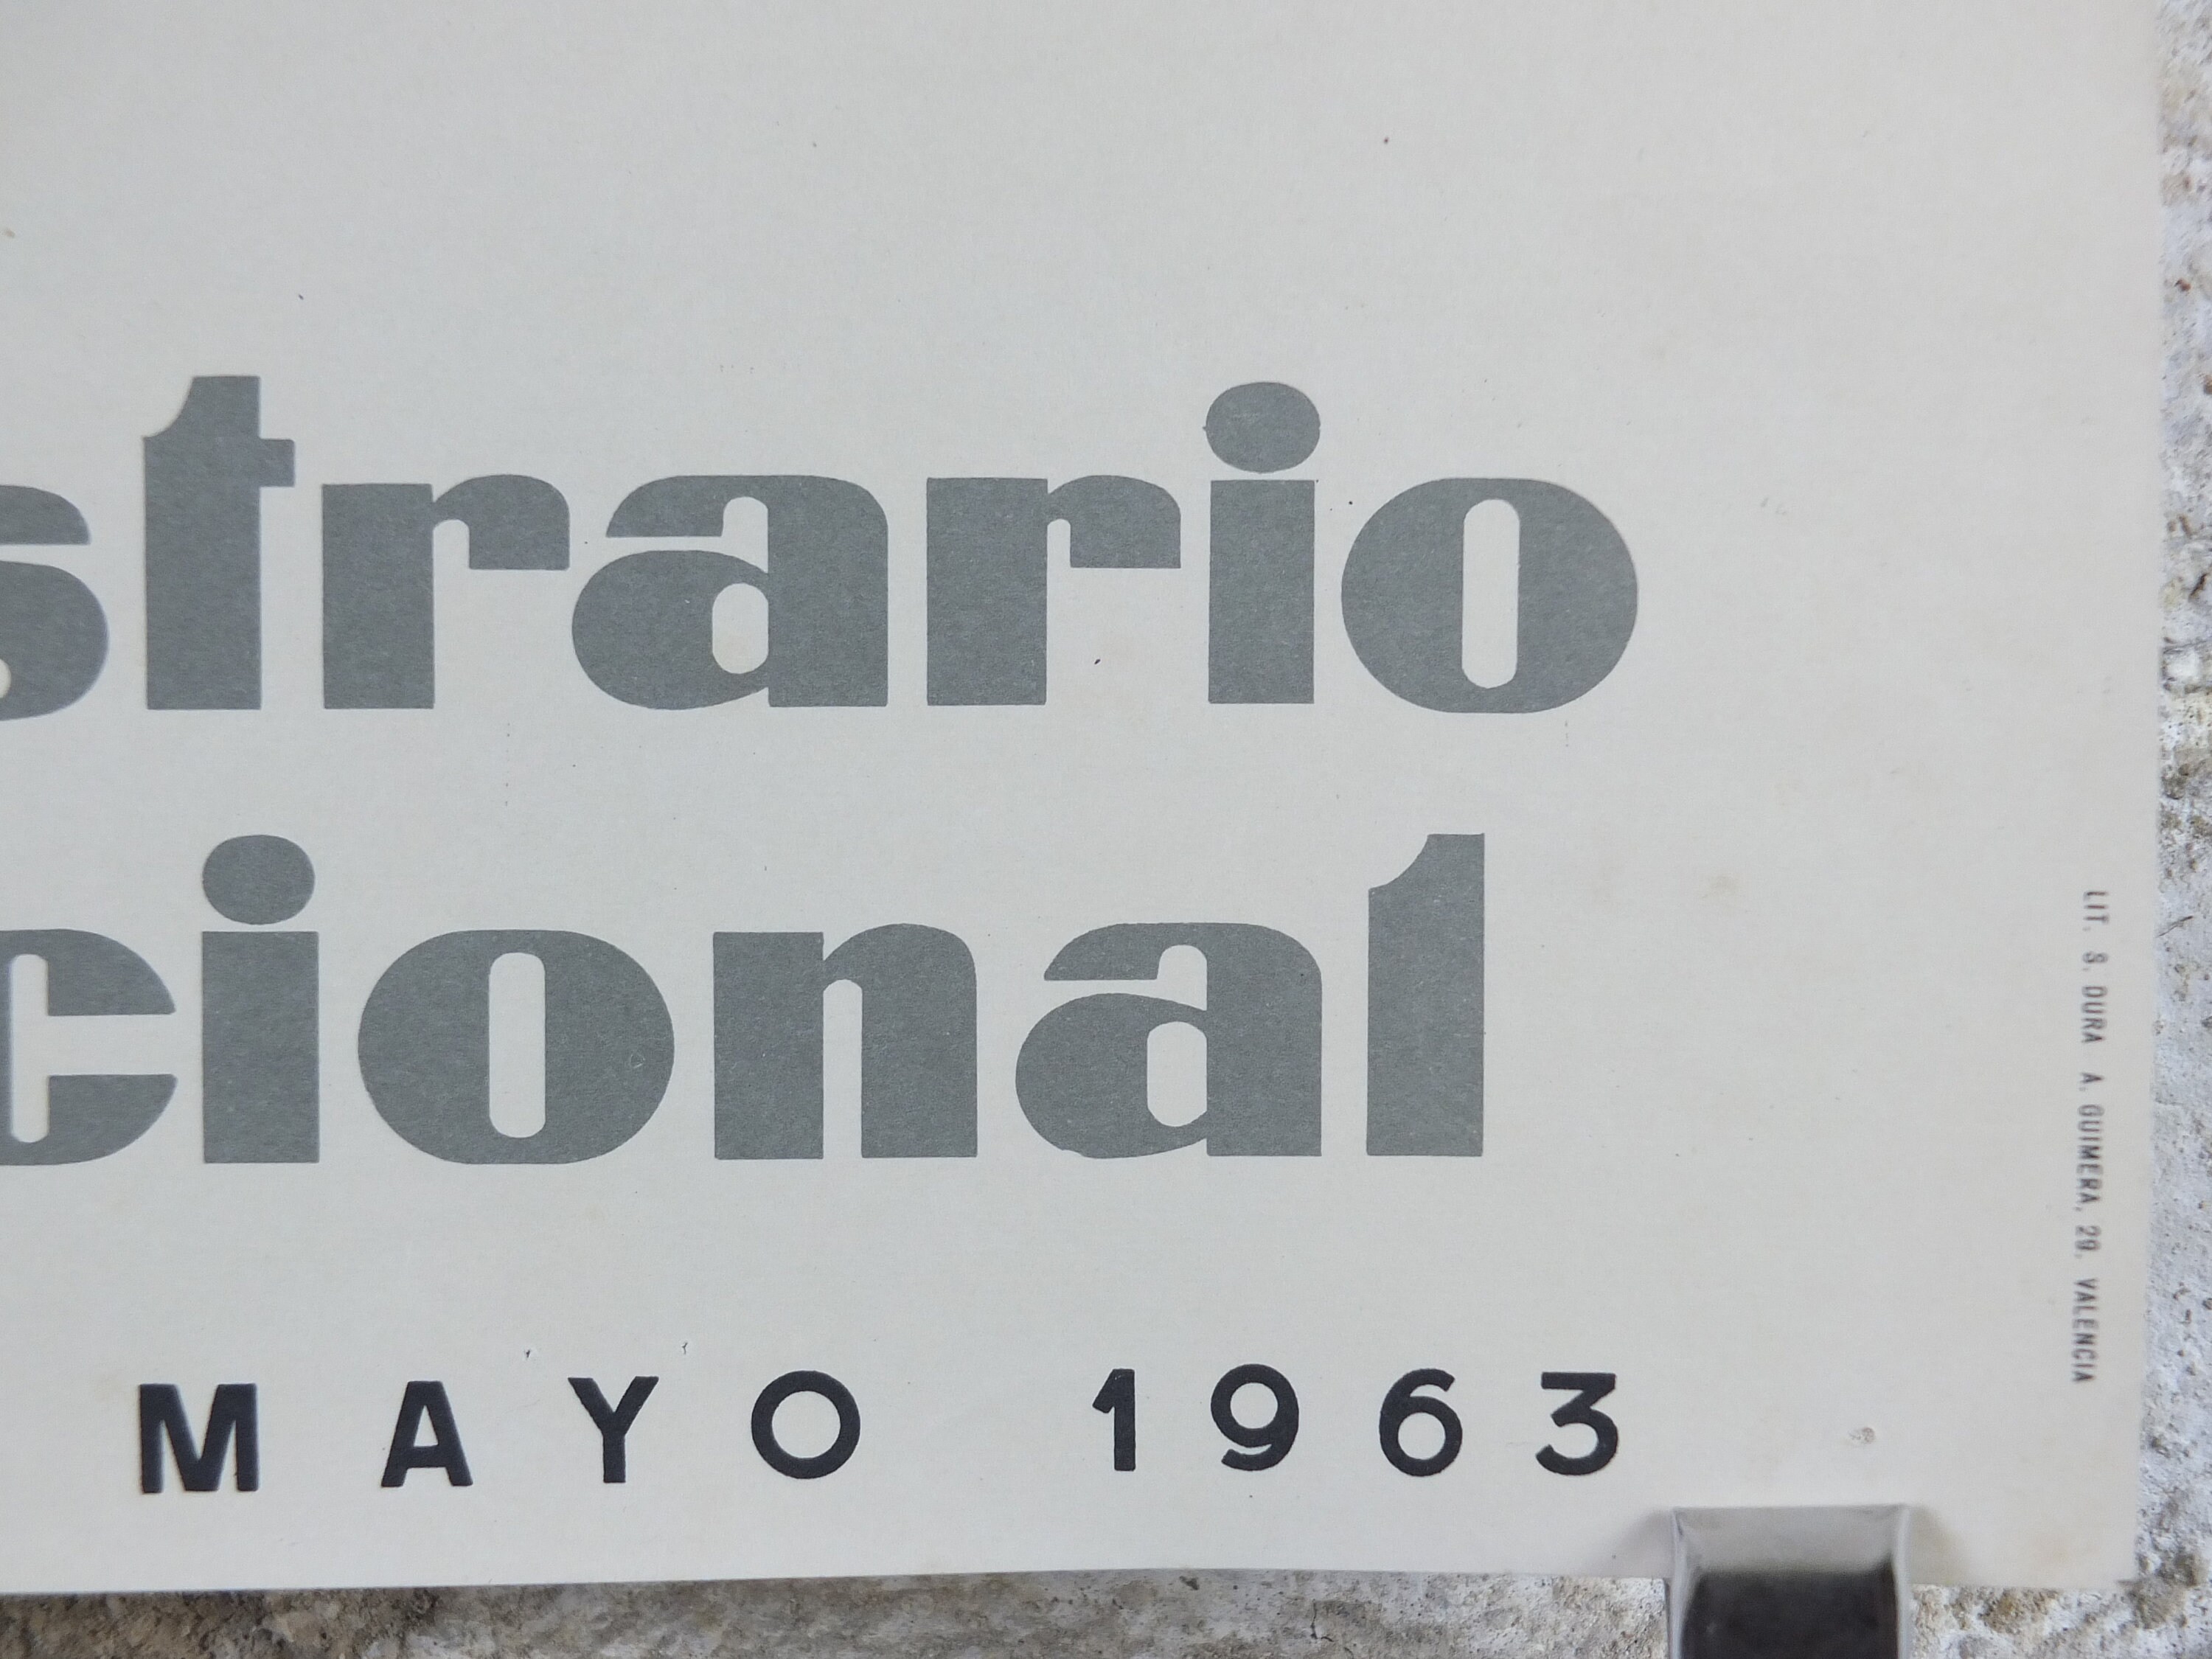 strario
cional
MAYO 1963
LIT. S. DURA A. GUIMERA, 29. VALENCIA